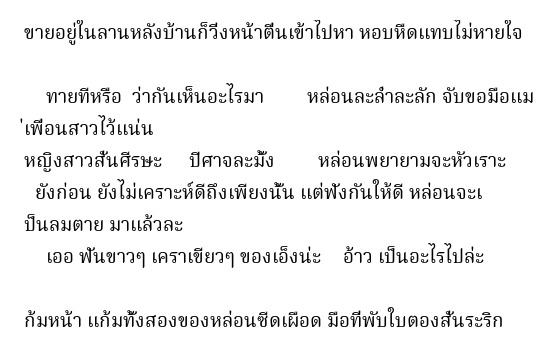 ขายอยู่ในลานหลังบ้านก็วิ่งหน้าตื่นเข้าไปหา หอบหืดแทบไม่หายใจ
ทายทีหรือ ว่ากันเห็นอะไรมา หล่อนละล่ำละลัก จับขอมือแม
่เพื่อนสาวไว้แน่น
หญิงสาวสั่นศีรษะ ปีศาจละมั้ง หล่อนพยายามจะหัวเราะ
ยังก่อน ยังไม่เคราะห์ดีถึงเพียงนั้น แต่ฟังกันให้ดี หล่อนจะเ
ป็นลมตาย มาแล้วละ
เออ ฟันขาวๆ เคราเขียวๆ ของเอ็งน่ะ อ้าว เป็นอะไรไปล่ะ
ก้มหน้า แก้มทั้งสองของหล่อนซีดเผือด มือที่พับใบตองสั่นระริก